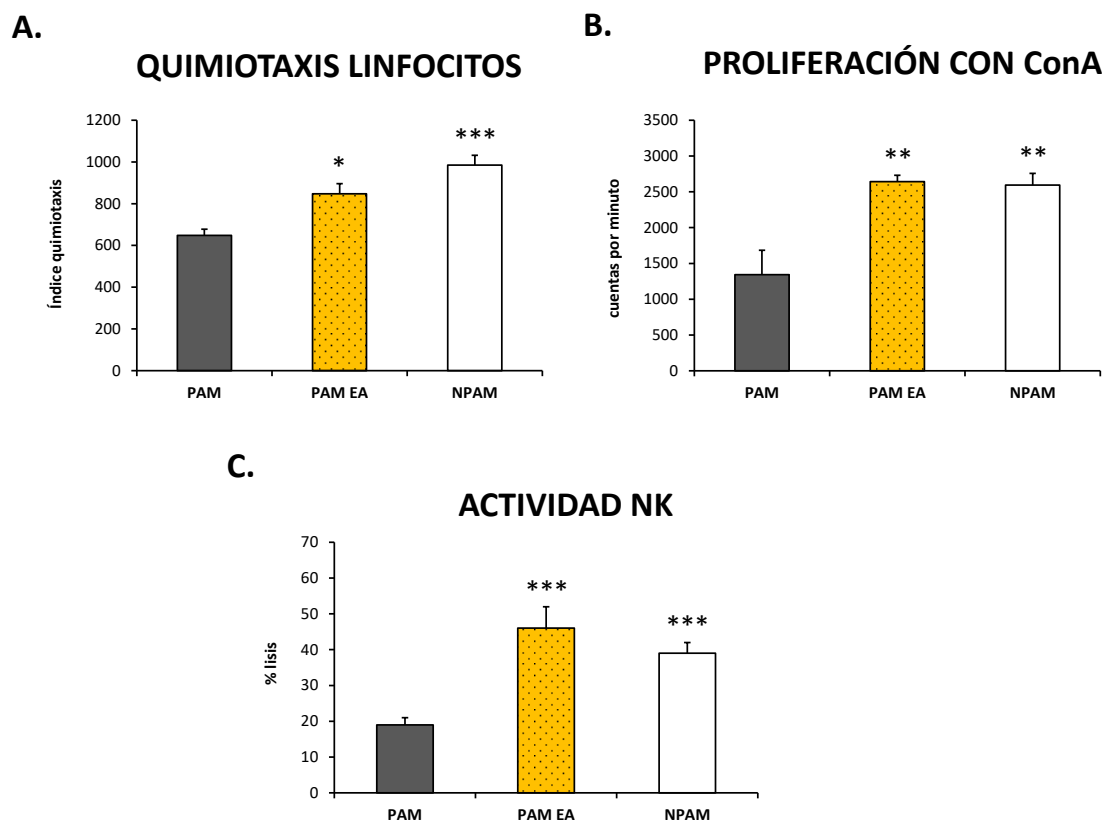 A.
QUIMIOTAXIS LINFOCITOS
1200
1000
800
600
400
200
0
Índice quimiotaxis
*
***
PAM
PAM EA
NPAM
B.
PROLIFERACIÓN CON ConA
3500
3000
2500
2000
1500
1000
500
0
cuentas por minuto
**
**
PAM
PAM EA
NPAM
C.
ACTIVIDAD NK
70
60
50
40
30
20
10
0
% lisis
***
***
PAM
PAM EA
NPAM